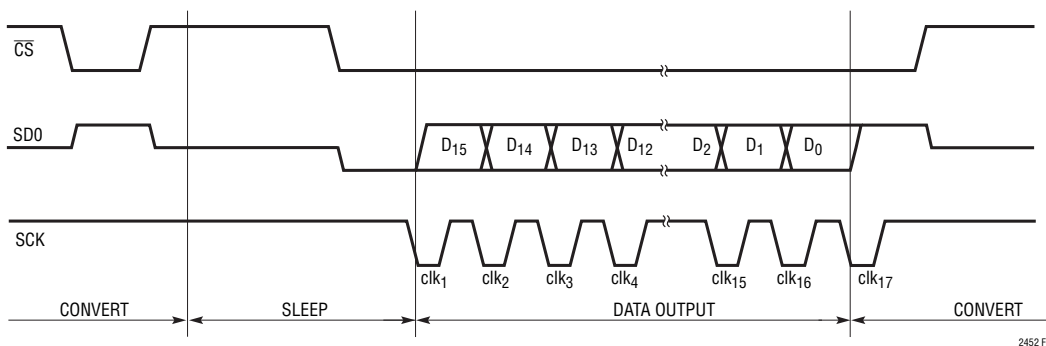 C̅S̅
SD0
D₁₅ D₁₄ D₁₃ D₁₂ D₂ D₁ D₀
SCK
clk₁ clk₂ clk₃ clk₄ clk₁₅ clk₁₆ clk₁₇
CONVERT SLEEP DATA OUTPUT CONVERT
2452 F